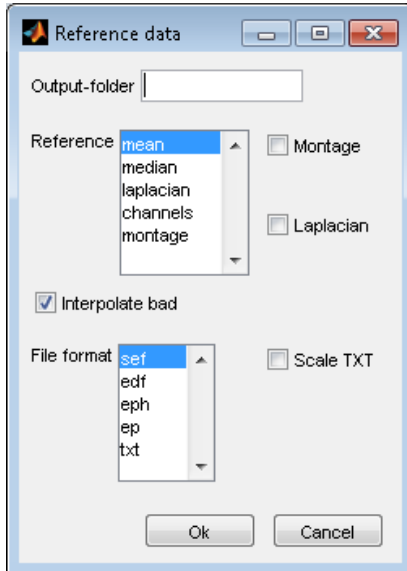 Reference data
Output-folder
Reference
mean
median
laplacian
channels
montage
Montage
Laplacian
Interpolate bad
File format
sef
edf
eph
ep
txt
Scale TXT
Ok Cancel